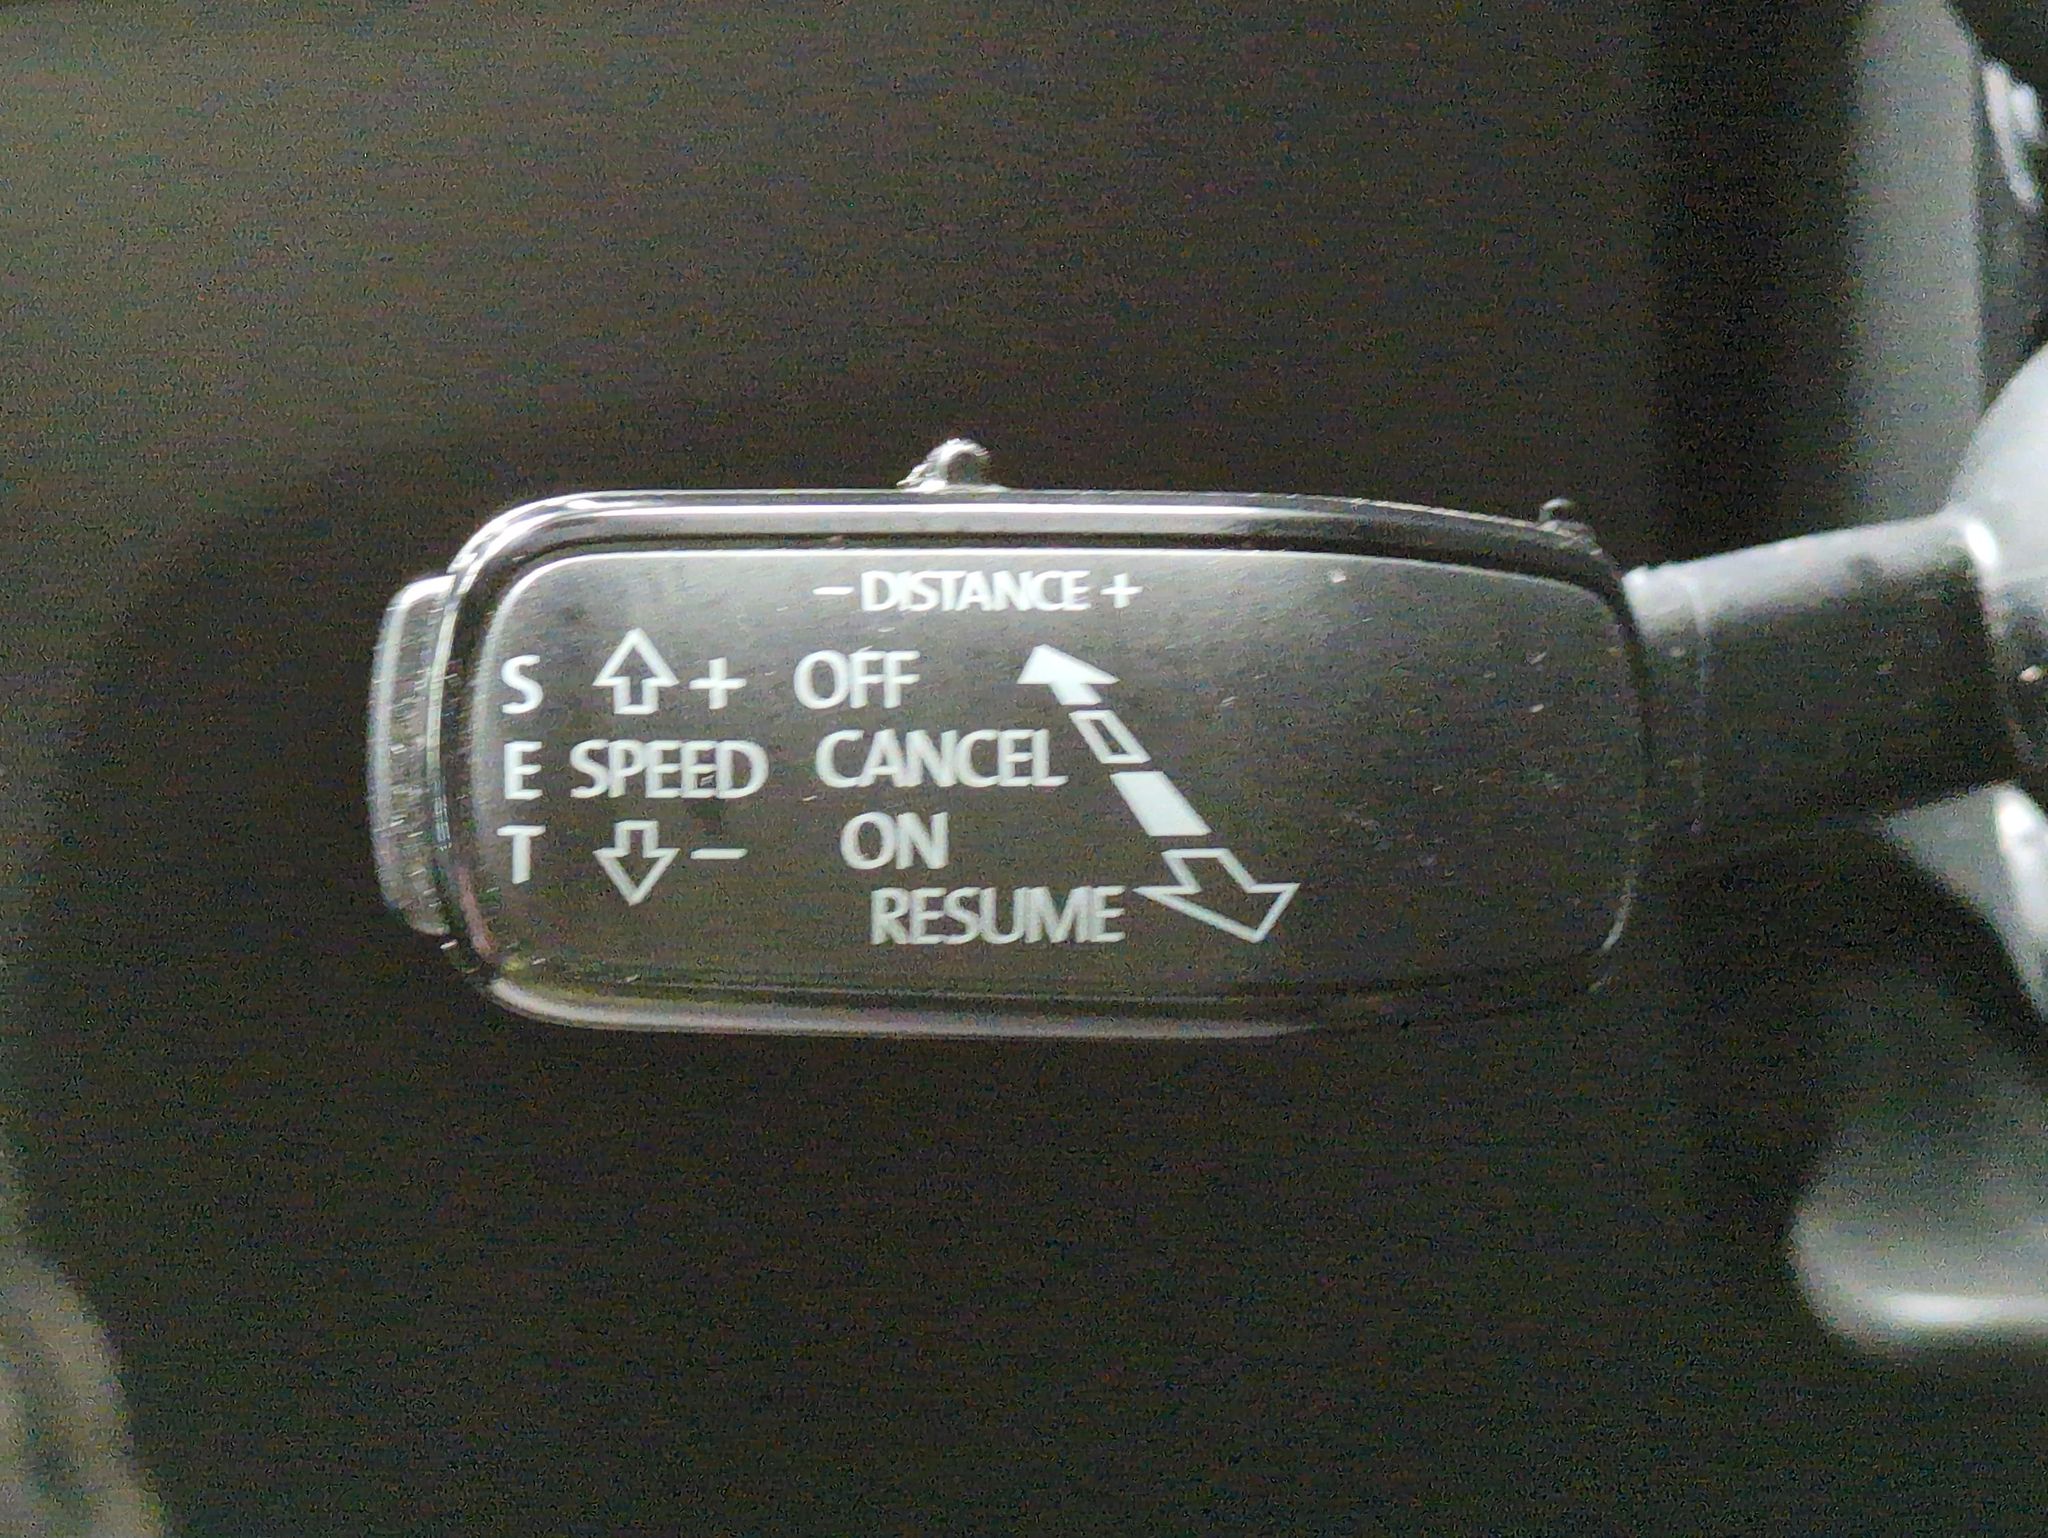 – DISTANCE +
S + OFF
E SPEED CANCEL
T – ON
RESUME